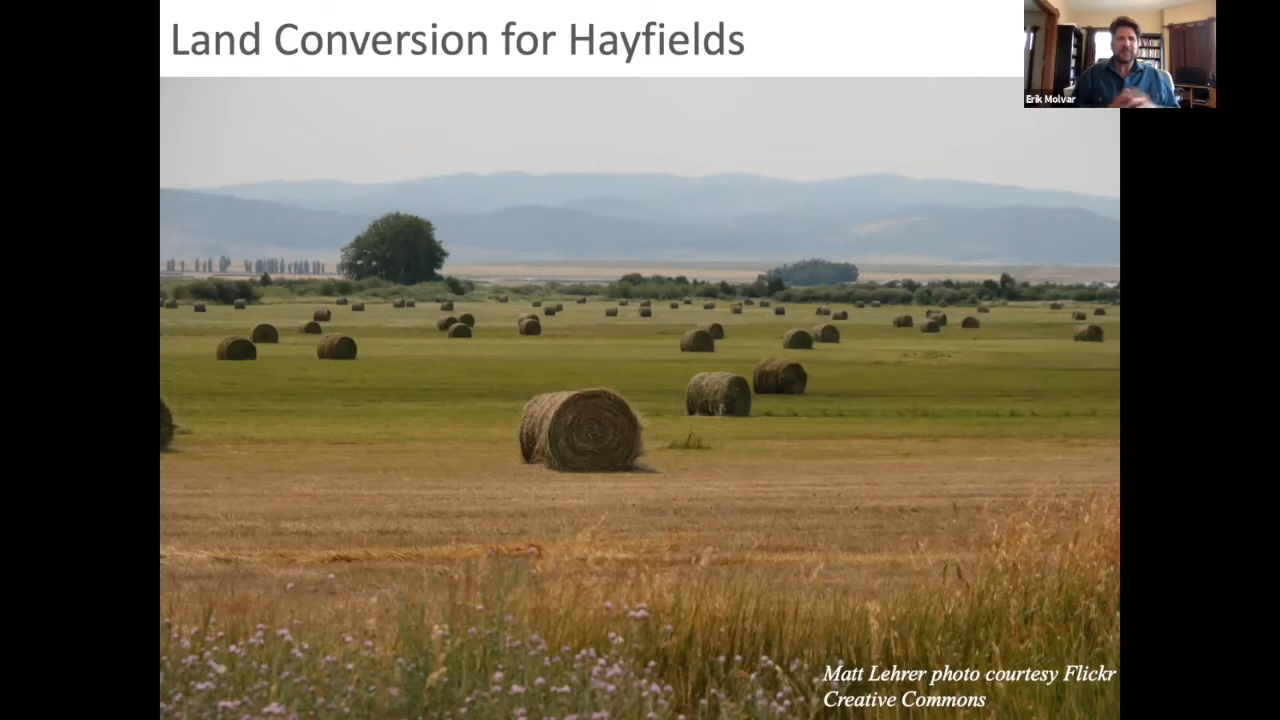 Land Conversion for Hayfields
Erik Molvar
Matt Lehrer photo courtesy Flickr
Creative Commons